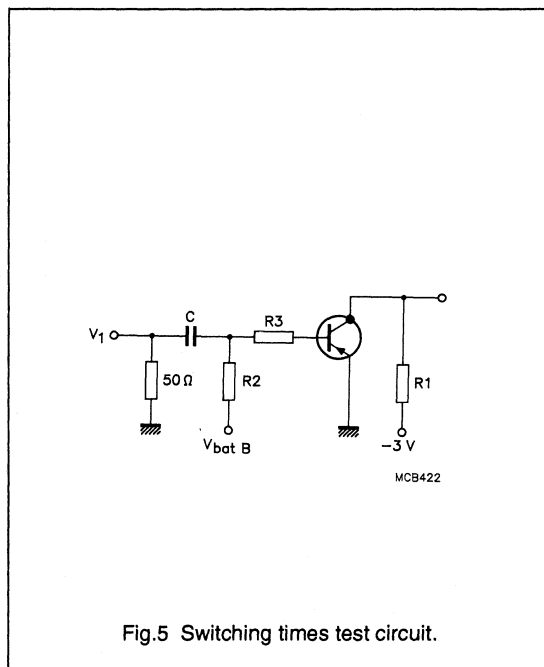 C
R3
V1
50 Ω
R2
R1
Vbat B
-3 V
MCB422
Fig.5 Switching times test circuit.